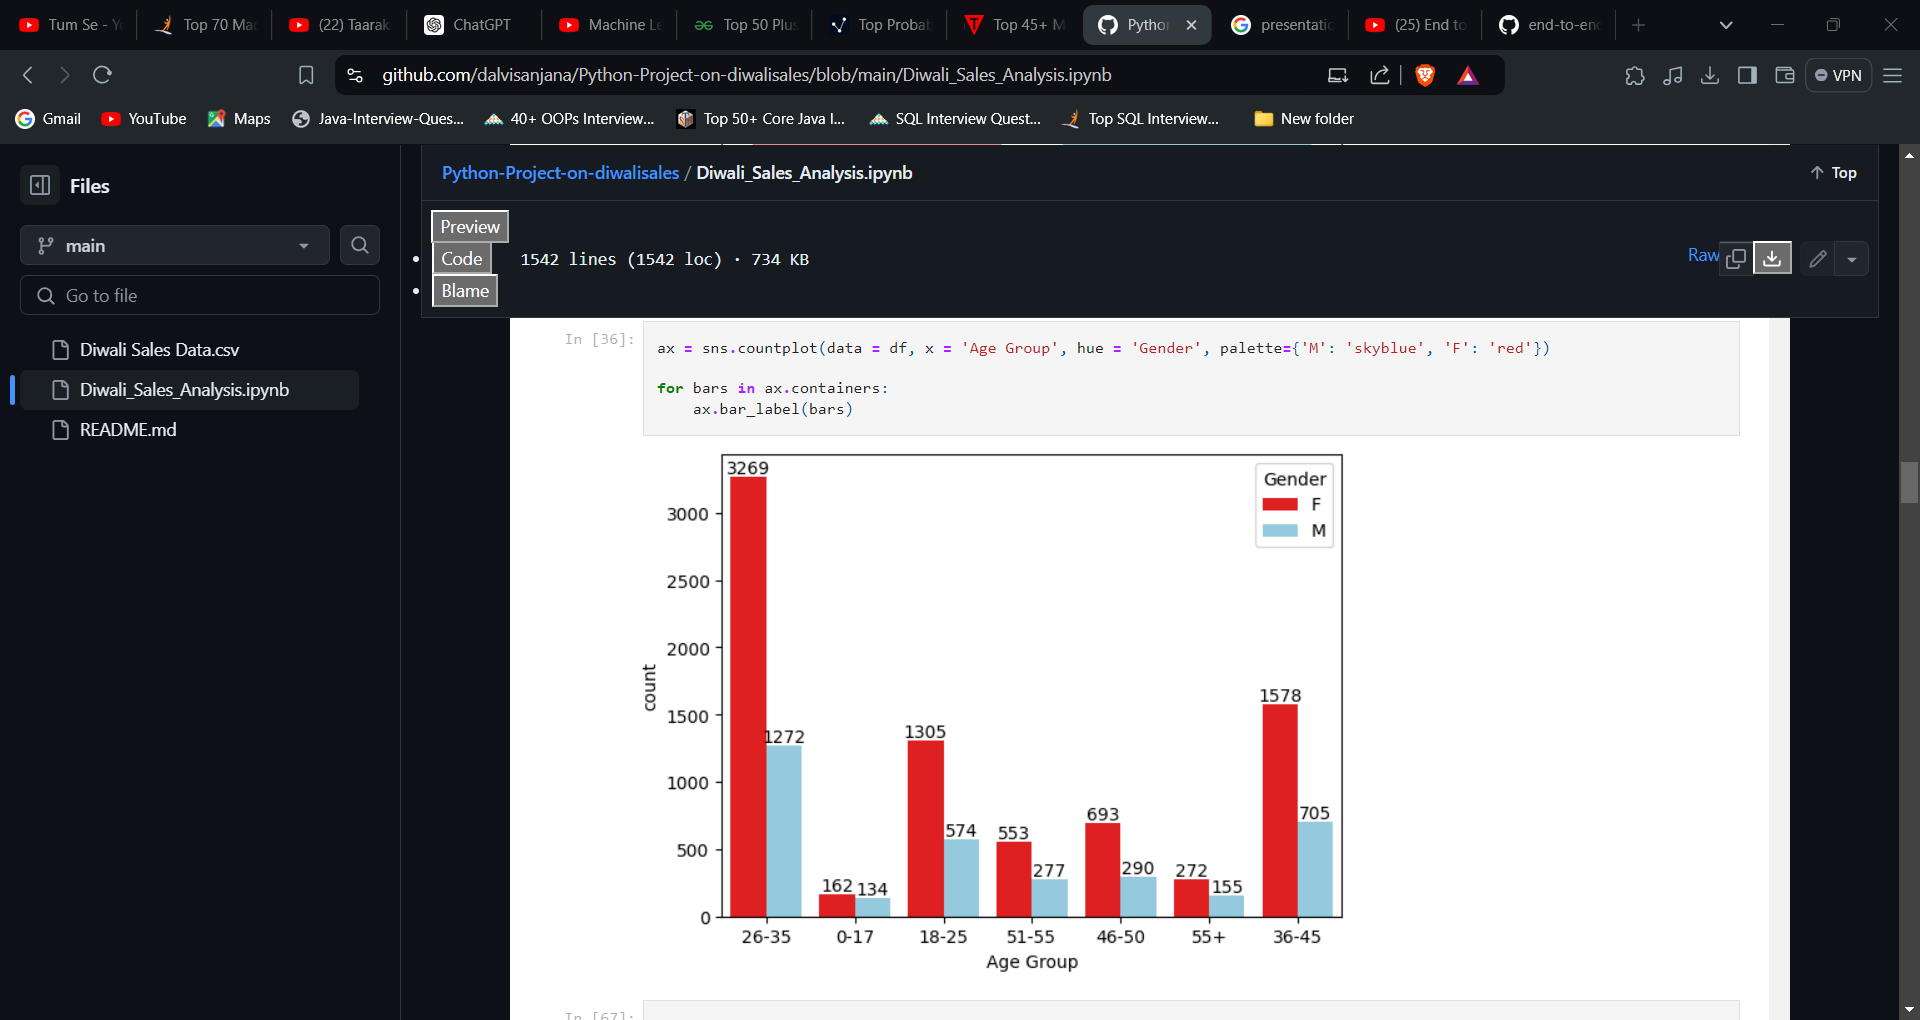 Tum Se - Y
Top 70 Ma
(22) Taarak
ChatGPT
Machine Le
Top 50 Plus
Top Probab
Top 45+ M
Pytho
presentatio
(25) End to
end-to-en
github.com/dalvisanjana/Python-Project-on-diwalisales/blob/main/Diwali_Sales_Analysis.ipynb
VPN
Gmail
YouTube
Maps
Java-Interview-Ques...
40+ OOPs Interview...
Top 50+ Core Java I...
SQL Interview Quest...
Top SQL Interview...
New folder
Files
main
Go to file
Diwali Sales Data.csv
Diwali_Sales_Analysis.ipynb
README.md
Python-Project-on-diwalisales / Diwali_Sales_Analysis.ipynb
Top
Preview
Code
Blame
1542 lines (1542 loc) · 734 KB
Raw
In [36]:
ax = sns.countplot(data = df, x = 'Age Group', hue = 'Gender', palette={'M': 'skyblue', 'F': 'red'})
for bars in ax.containers:
    ax.bar_label(bars)
3269
Gender
F
M
3000
2500
2000
1500
1000
500
0
count
1272
162
134
1305
574
553
277
693
290
272
155
1578
705
26-35
0-17
18-25
51-55
46-50
55+
36-45
Age Group
In [67]: